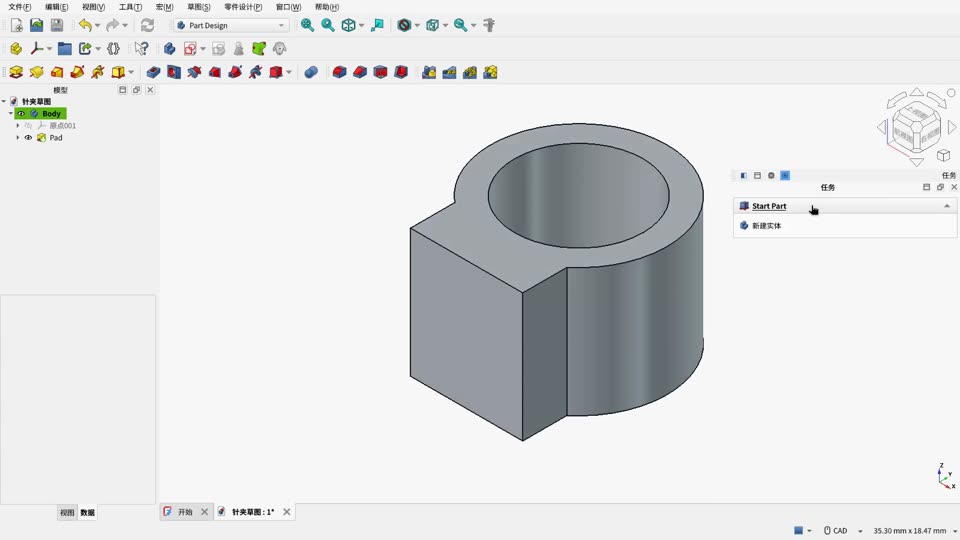 文件(F) 编辑(E) 视图(V) 工具(T) 宏(M) 草图(S) 零件设计(P) 窗口(W) 帮助(H)
Part Design
模型
针夹草图
Body
原点001
Pad
任务
任务
Start Part
新建实体
Z
Y
X
视图 数据
开始 针夹草图 : 1*
CAD 35.30 mm x 18.47 mm